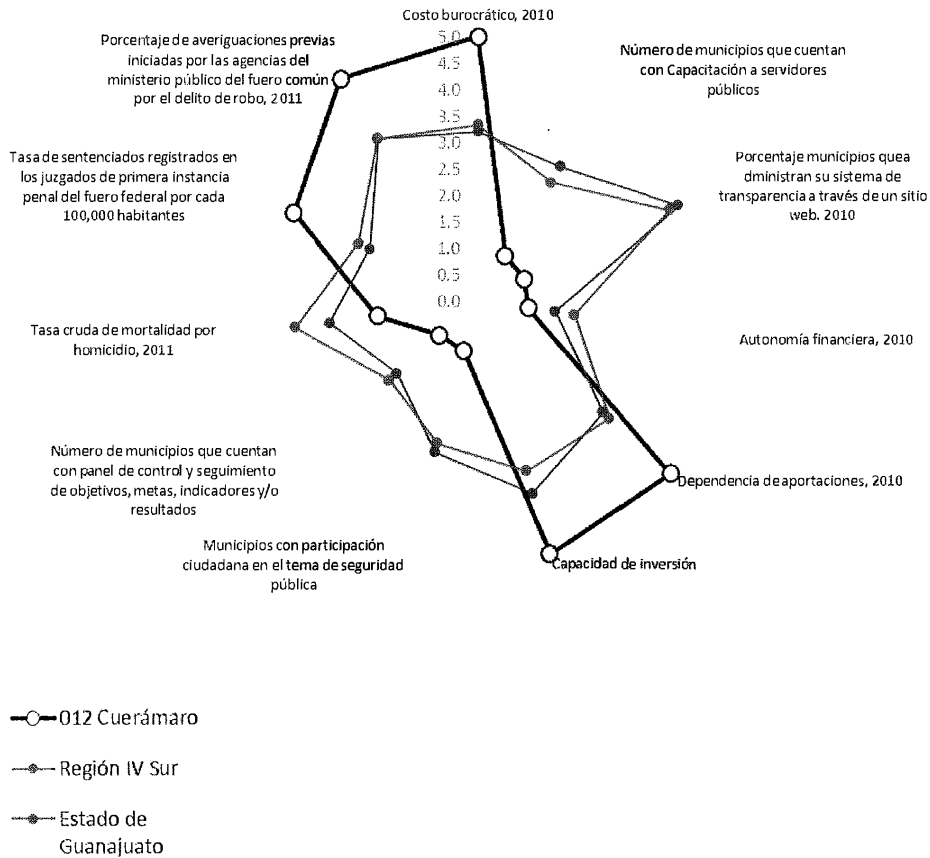 Costo burocrático, 2010
5.0
4.5
4.0
3.5
3.0
2.5
2.0
1.5
1.0
0.5
0.0
Número de municipios que cuentan
con Capacitación a servidores
públicos
Porcentaje municipios quea
dministran su sistema de
transparencia a través de un sitio
web. 2010
Autonomía financiera, 2010
Dependencia de aportaciones, 2010
Capacidad de inversión
Municipios con participación
ciudadana en el tema de seguridad
pública
Número de municipios que cuentan
con panel de control y seguimiento
de objetivos, metas, indicadores y/o
resultados
Tasa cruda de mortalidad por
homicidio, 2011
Tasa de sentenciados registrados en
los juzgados de primera instancia
penal del fuero federal por cada
100,000 habitantes
Porcentaje de averiguaciones previas
iniciadas por las agencias del
ministerio público del fuero común
por el delito de robo, 2011
012 Cuerámaro
Región IV Sur
Estado de
Guanajuato